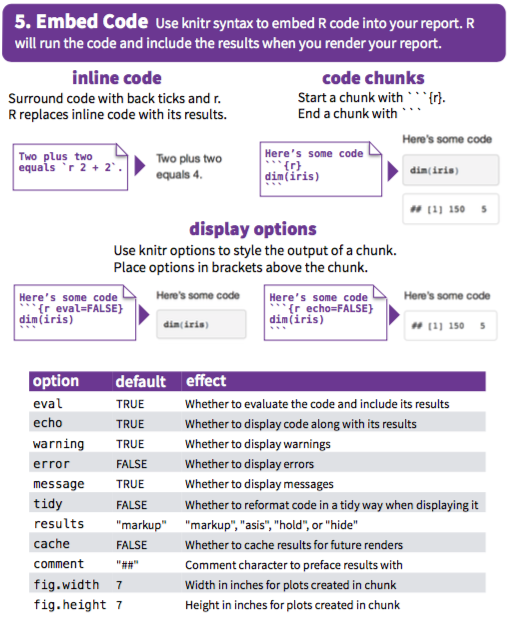 5. Embed Code Use knitr syntax to embed R code into your report. R
will run the code and include the results when you render your report.
inline code
Surround code with back ticks and r.
R replaces inline code with its results.
Two plus two
equals `r 2 + 2`.
Two plus two
equals 4.
code chunks
Start a chunk with ```{r}.
End a chunk with ```
Here's some code
```{r}
dim(iris)
```
Here's some code
dim(iris)
## [1] 150 5
display options
Use knitr options to style the output of a chunk.
Place options in brackets above the chunk.
Here's some code
```{r eval=FALSE}
dim(iris)
```
Here's some code
dim(iris)
Here's some code
```{r echo=FALSE}
dim(iris)
```
Here's some code
## [1] 150 5
option default effect
eval TRUE Whether to evaluate the code and include its results
echo TRUE Whether to display code along with its results
warning TRUE Whether to display warnings
error FALSE Whether to display errors
message TRUE Whether to display messages
tidy FALSE Whether to reformat code in a tidy way when displaying it
results "markup" "markup", "asis", "hold", or "hide"
cache FALSE Whether to cache results for future renders
comment "##" Comment character to preface results with
fig.width 7 Width in inches for plots created in chunk
fig.height 7 Height in inches for plots created in chunk